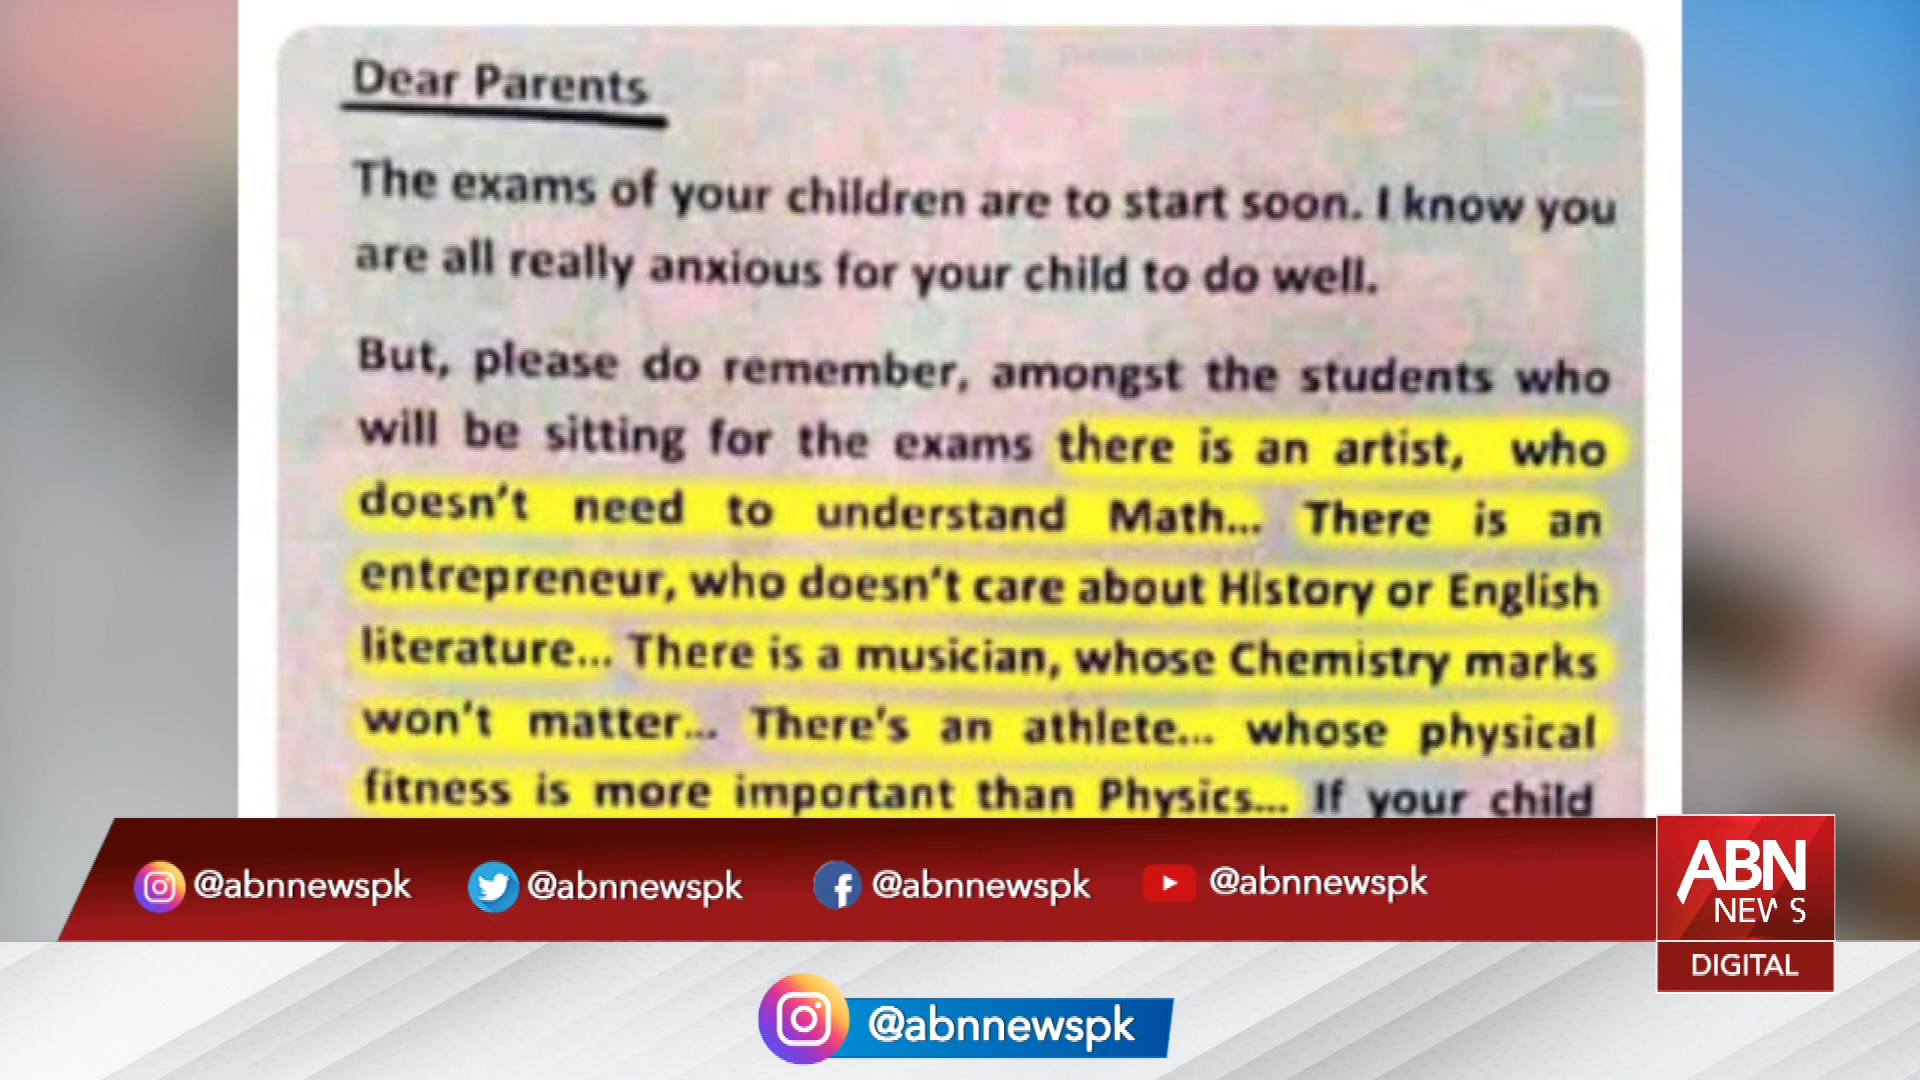 Dear Parents
The exams of your children are to start soon. I know you
are all really anxious for your child to do well.
But, please do remember, amongst the students who
will be sitting for the exams there is an artist, who
doesn't need to understand Math... There is an
entrepreneur, who doesn't care about History or English
literature... There is a musician, whose Chemistry marks
won't matter... There's an athlete... whose physical
fitness is more important than Physics... If your child
@abnnewspk @abnnewspk @abnnewspk @abnnewspk
ABN
NEWS
DIGITAL
@abnnewspk